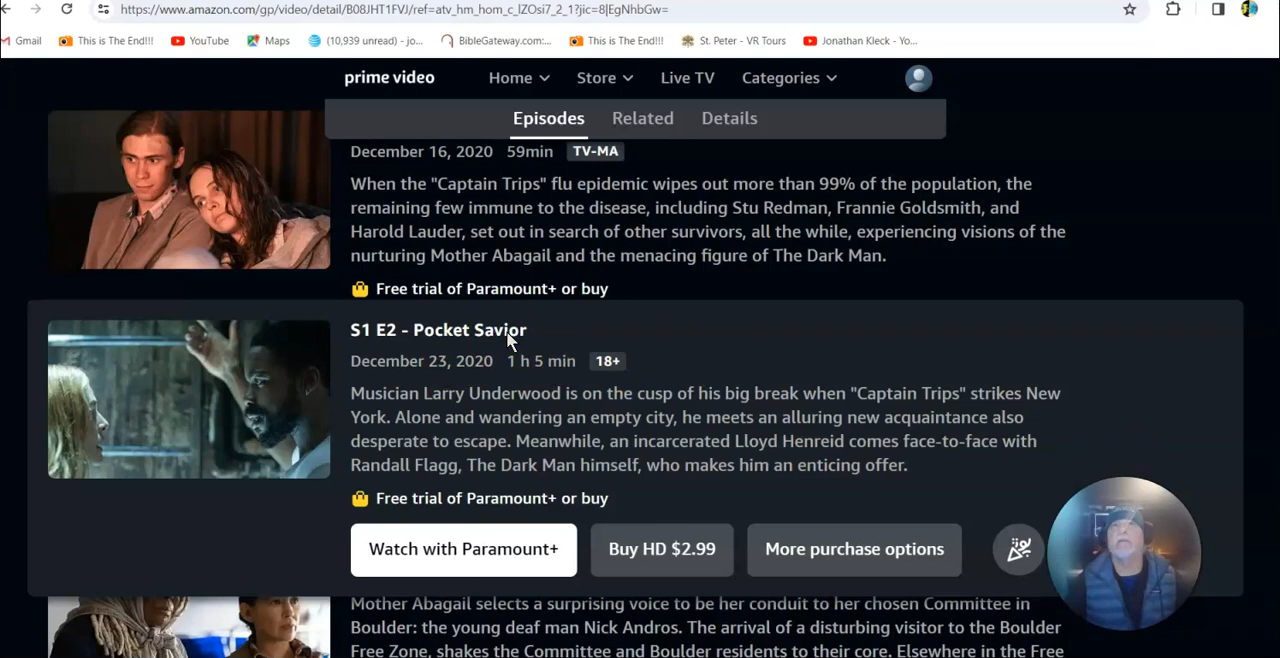 https://www.amazon.com/gp/video/detail/B08JHT1FVJ/ref=atv_hm_hom_c_lZOsi7_2_1?jic=8|EgNhbGw=
Gmail This is The End!!! YouTube Maps (10,939 unread) - jo... BibleGateway.com:... This is The End!!! St. Peter - VR Tours Jonathan Kleck - Yo...
prime video Home Store Live TV Categories
Episodes Related Details
December 16, 2020 59min TV-MA
When the "Captain Trips" flu epidemic wipes out more than 99% of the population, the
remaining few immune to the disease, including Stu Redman, Frannie Goldsmith, and
Harold Lauder, set out in search of other survivors, all the while, experiencing visions of the
nurturing Mother Abagail and the menacing figure of The Dark Man.
Free trial of Paramount+ or buy
S1 E2 - Pocket Savior
December 23, 2020 1 h 5 min 18+
Musician Larry Underwood is on the cusp of his big break when "Captain Trips" strikes New
York. Alone and wandering an empty city, he meets an alluring new acquaintance also
desperate to escape. Meanwhile, an incarcerated Lloyd Henreid comes face-to-face with
Randall Flagg, The Dark Man himself, who makes him an enticing offer.
Free trial of Paramount+ or buy
Watch with Paramount+ Buy HD $2.99 More purchase options
Mother Abagail selects a surprising voice to be her conduit to her chosen Committee in
Boulder: the young deaf man Nick Andros. The arrival of a disturbing visitor to the Boulder
Free Zone, shakes the Committee and Boulder residents to their core. Elsewhere in the Free